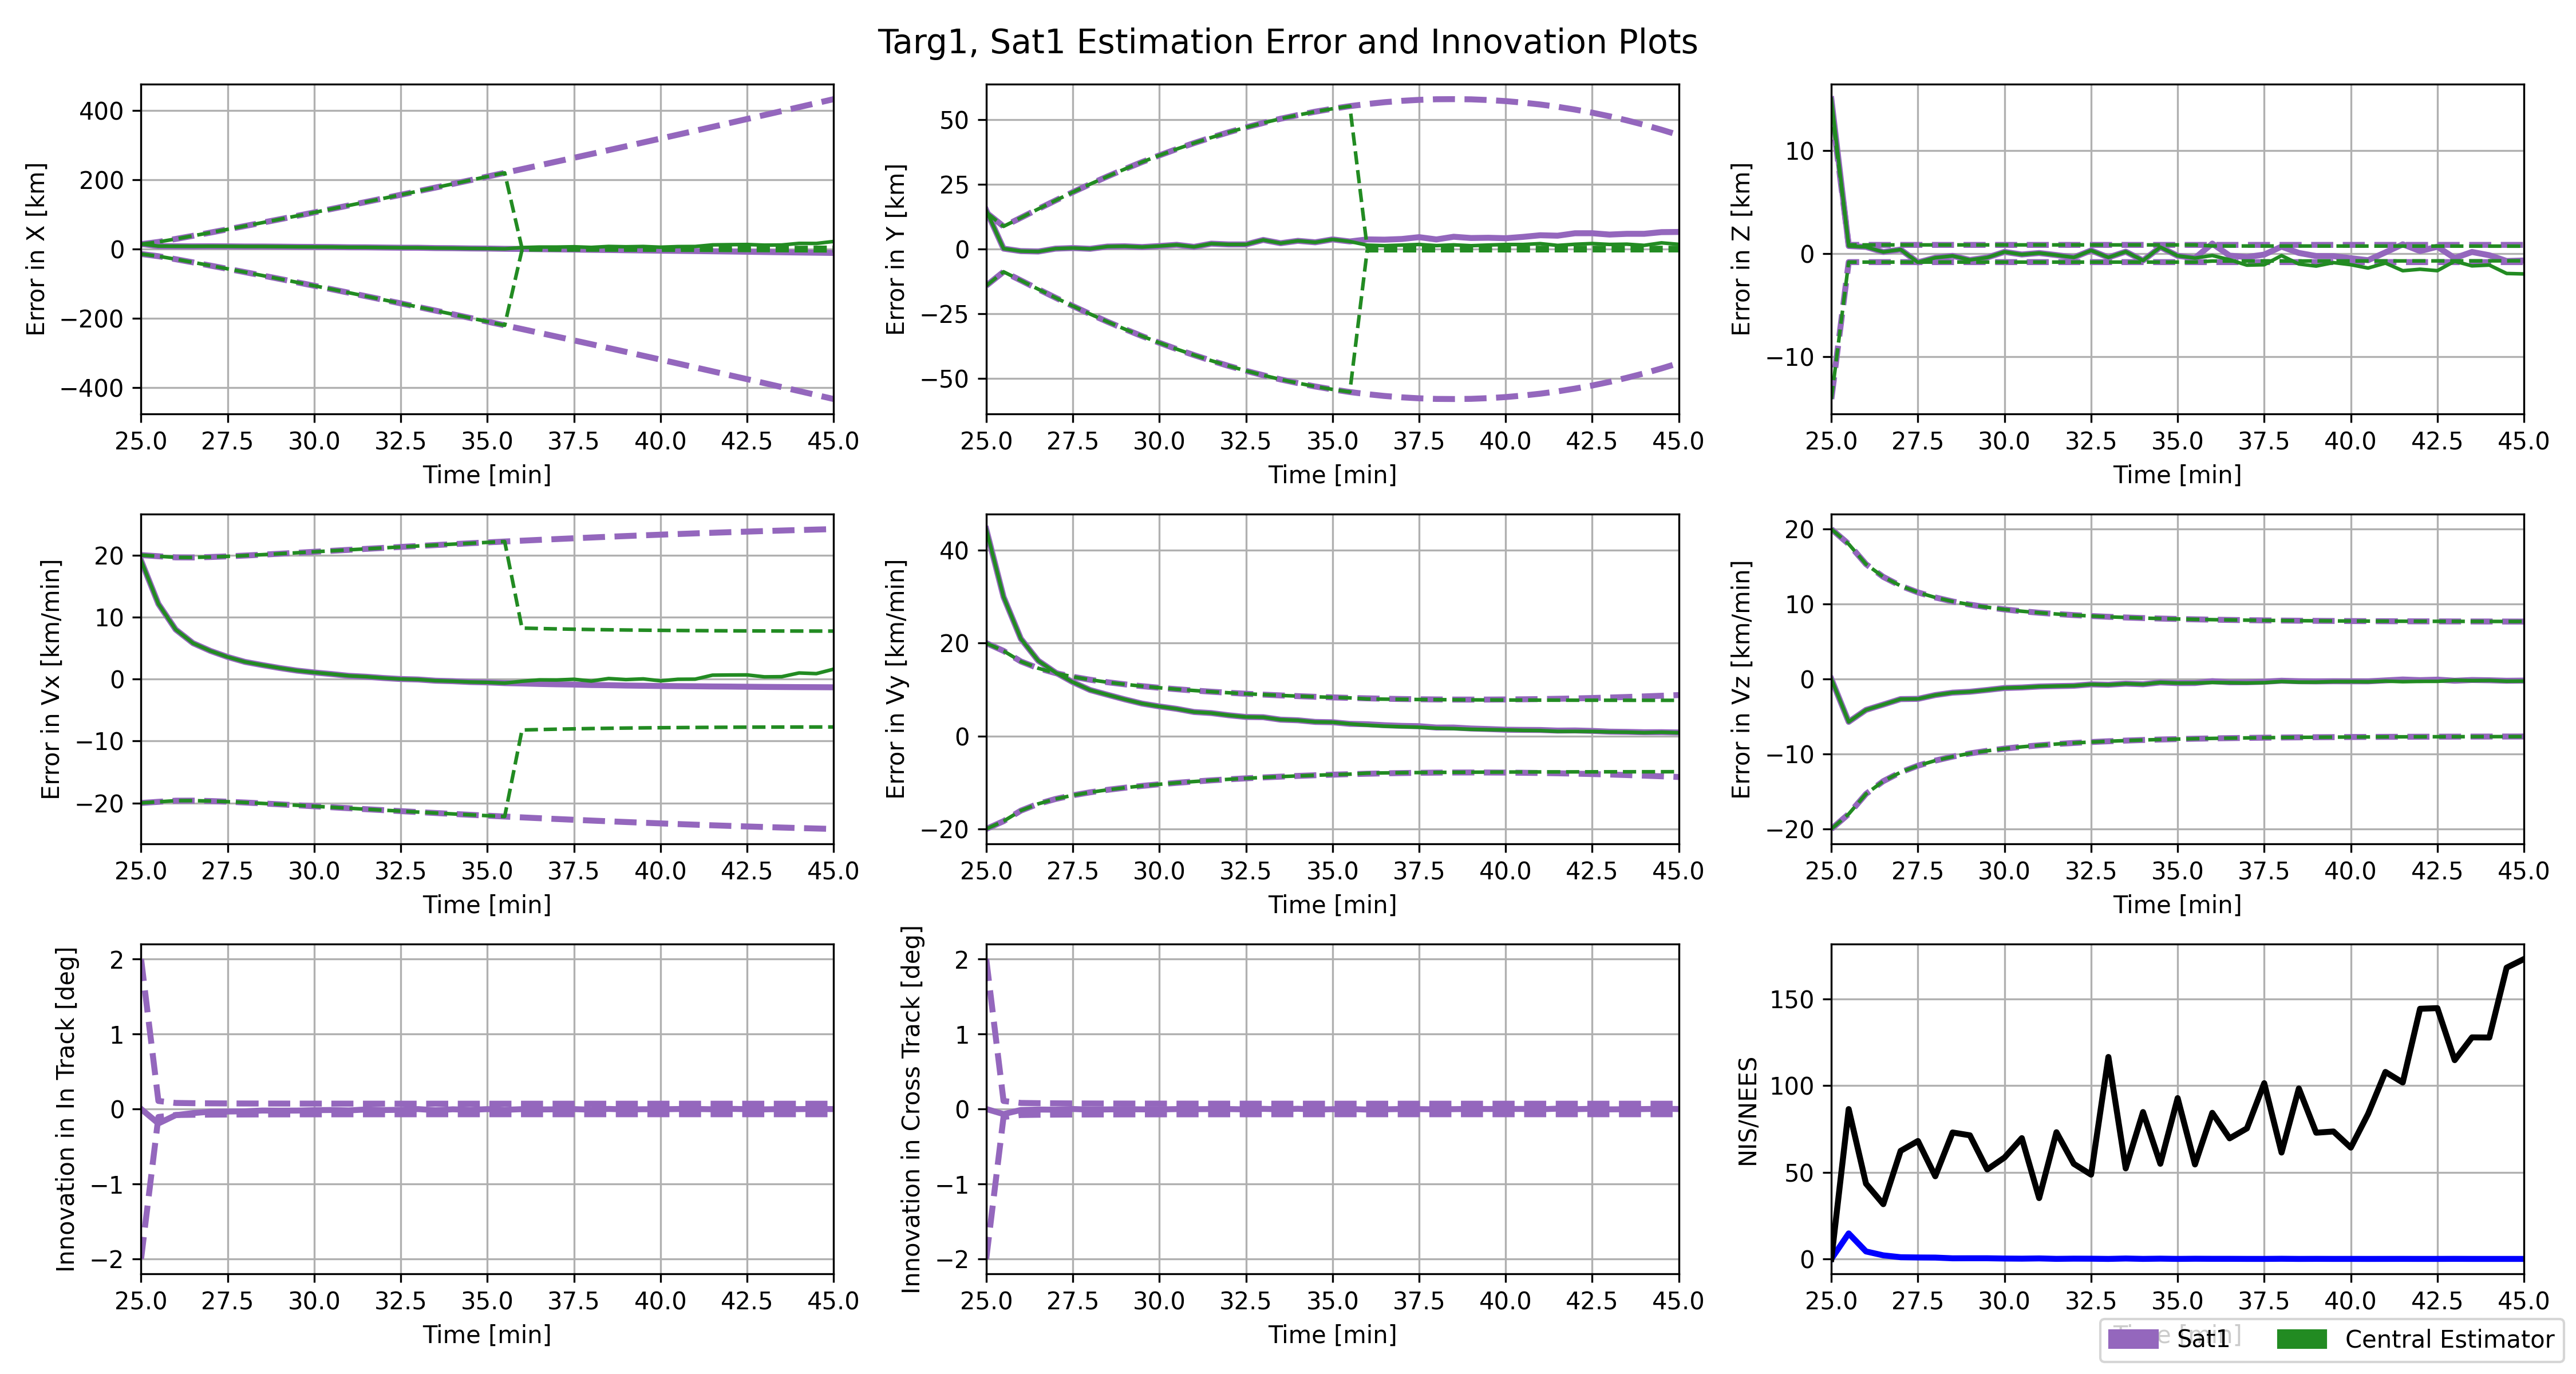 Targ1, Sat1 Estimation Error and Innovation Plots
Error in X [km]
400
200
0
−200
−400
25.0 27.5 30.0 32.5 35.0 37.5 40.0 42.5 45.0
Time [min]
Error in Y [km]
50
25
0
−25
−50
25.0 27.5 30.0 32.5 35.0 37.5 40.0 42.5 45.0
Time [min]
Error in Z [km]
10
0
−10
25.0 27.5 30.0 32.5 35.0 37.5 40.0 42.5 45.0
Time [min]
Error in Vx [km/min]
20
10
0
−10
−20
25.0 27.5 30.0 32.5 35.0 37.5 40.0 42.5 45.0
Time [min]
Error in Vy [km/min]
40
20
0
−20
25.0 27.5 30.0 32.5 35.0 37.5 40.0 42.5 45.0
Time [min]
Error in Vz [km/min]
20
10
0
−10
−20
25.0 27.5 30.0 32.5 35.0 37.5 40.0 42.5 45.0
Time [min]
Innovation in In Track [deg]
2
1
0
−1
−2
25.0 27.5 30.0 32.5 35.0 37.5 40.0 42.5 45.0
Time [min]
Innovation in Cross Track [deg]
2
1
0
−1
−2
25.0 27.5 30.0 32.5 35.0 37.5 40.0 42.5 45.0
Time [min]
NIS/NEES
150
100
50
0
25.0 27.5 30.0 32.5 35.0 37.5 40.0 42.5 45.0
Time [min]
Sat1
Central Estimator